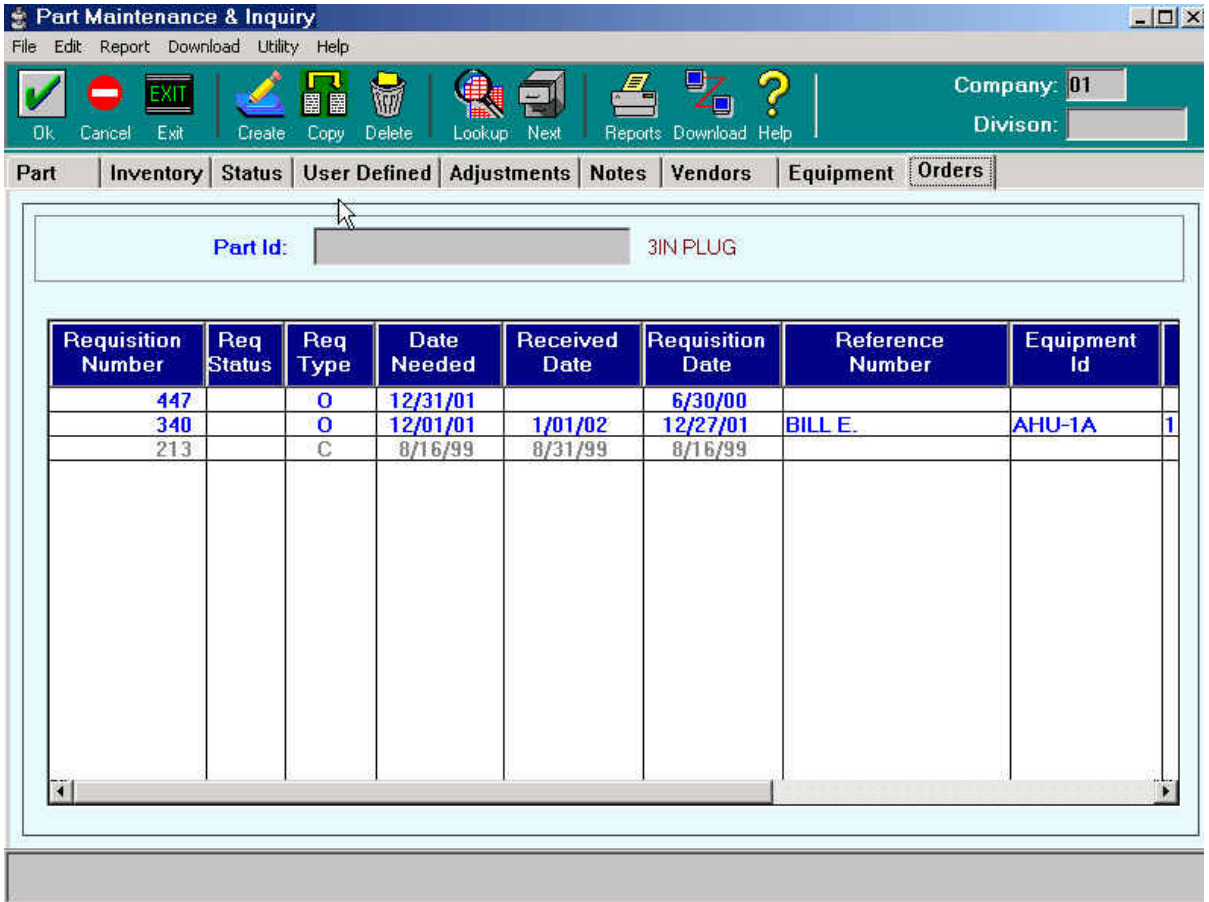 Part Maintenance & Inquiry
File Edit Report Download Utility Help
EXIT
Ok Cancel Exit Create Copy Delete Lookup Next Reports Download Help
Company: 01
Divison:
Part Inventory Status User Defined Adjustments Notes Vendors Equipment Orders
Part Id: 3IN PLUG
Requisition Number Req Status Req Type Date Needed Received Date Requisition Date Reference Number Equipment Id
447 O 12/31/01 6/30/00
340 O 12/01/01 1/01/02 12/27/01 BILL E. AHU-1A 1
213 C 8/16/99 8/31/99 8/16/99